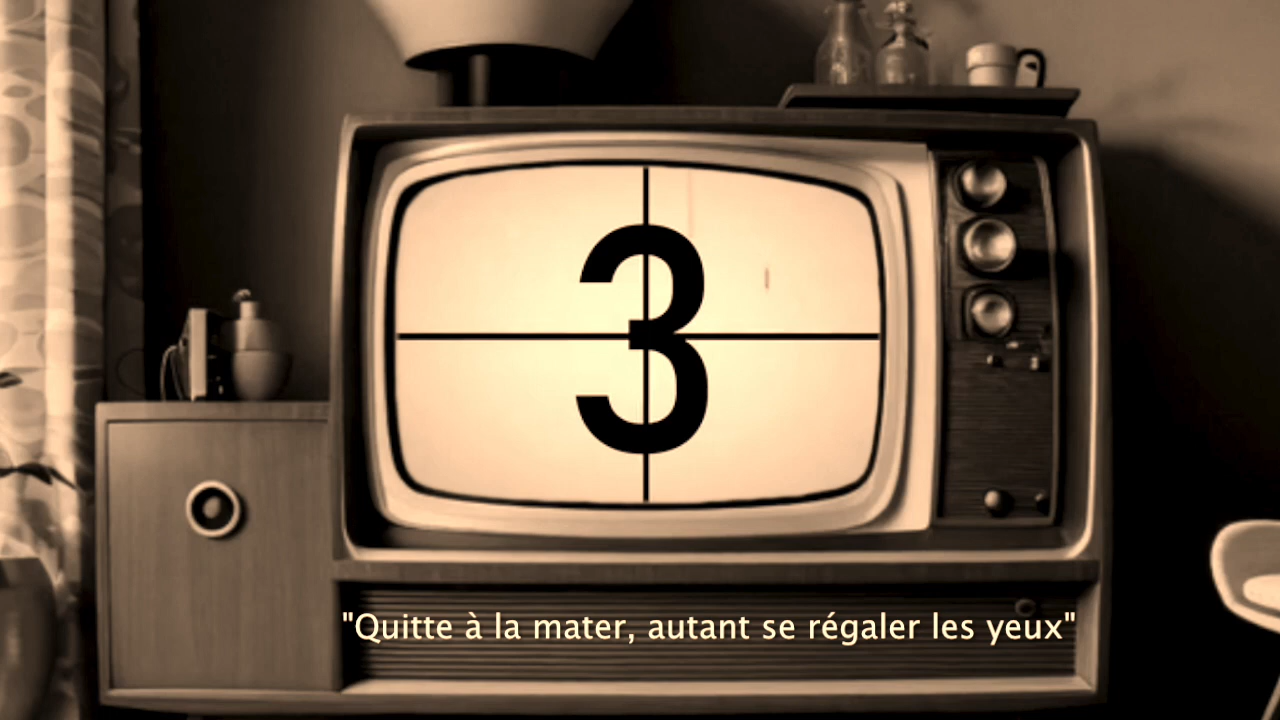 3
"Quitte à la mater, autant se régaler les yeux"